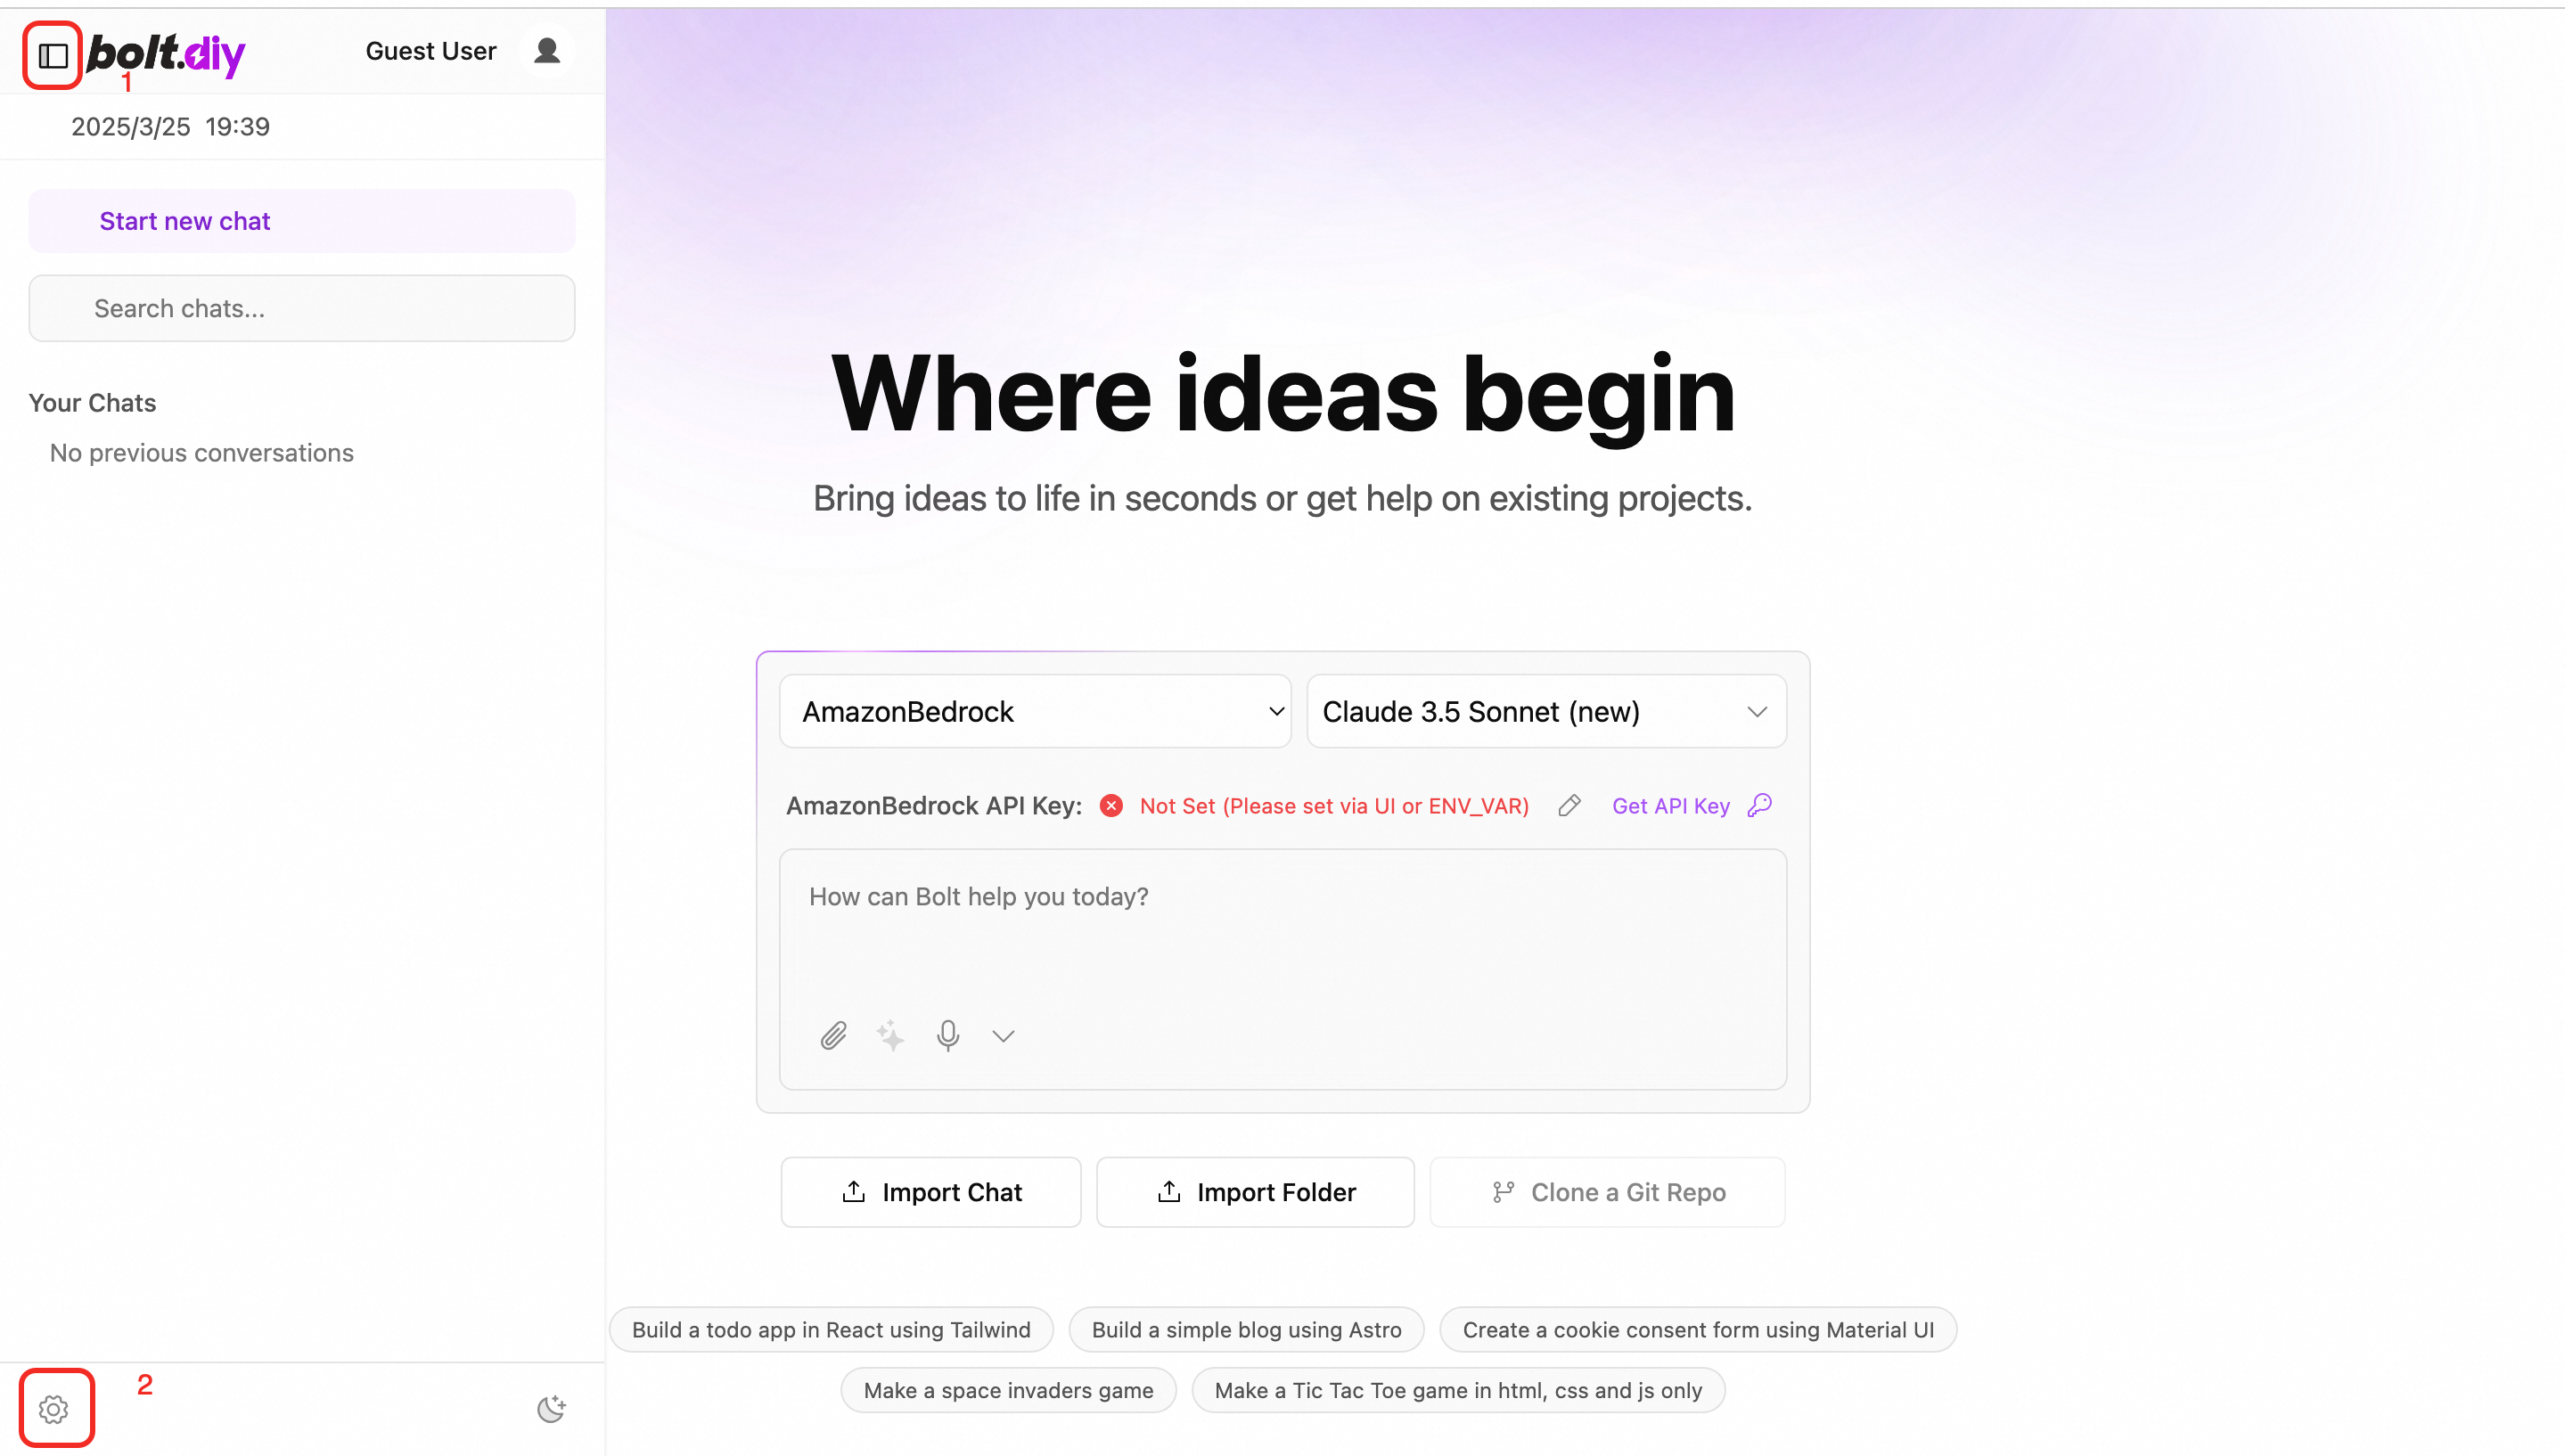 bolt.diy
Guest User
1
2025/3/25 19:39
Start new chat
Search chats...
Your Chats
No previous conversations
2
Where ideas begin
Bring ideas to life in seconds or get help on existing projects.
AmazonBedrock
Claude 3.5 Sonnet (new)
AmazonBedrock API Key: Not Set (Please set via UI or ENV_VAR) Get API Key
How can Bolt help you today?
Import Chat
Import Folder
Clone a Git Repo
Build a todo app in React using Tailwind
Build a simple blog using Astro
Create a cookie consent form using Material UI
Make a space invaders game
Make a Tic Tac Toe game in html, css and js only